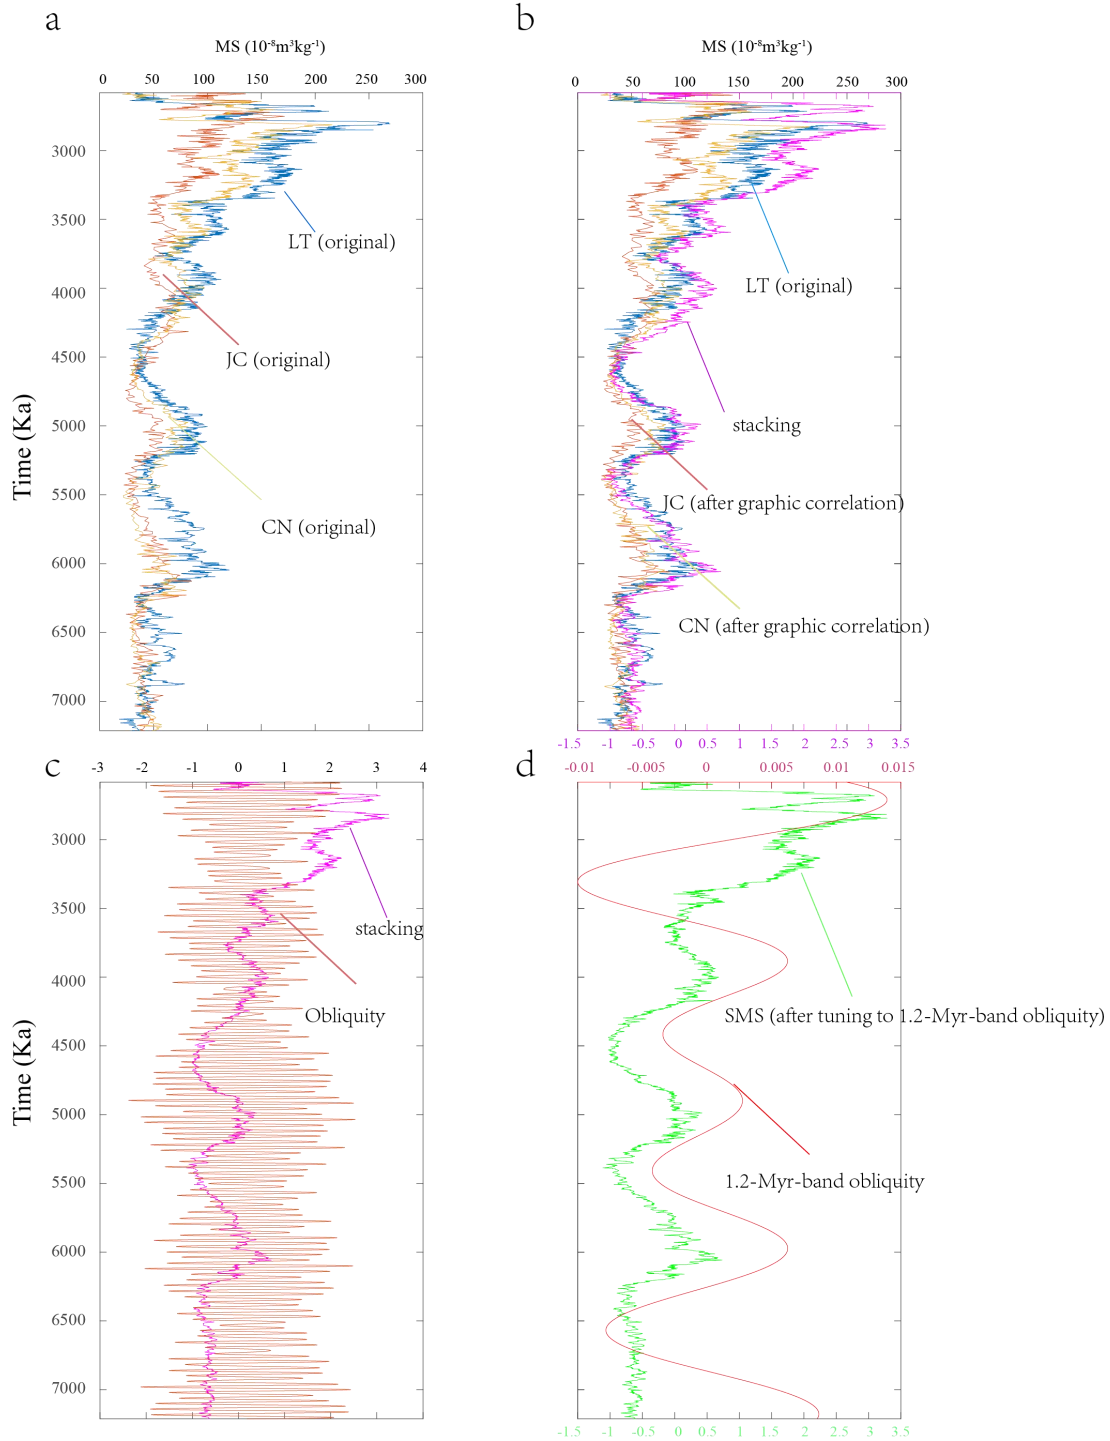 a
b
MS (10⁻⁸m³kg⁻¹)
MS (10⁻⁸m³kg⁻¹)
0 50 100 150 200 250 300
0 50 100 150 200 250 300
3000
3500
LT (original)
LT (original)
4000
JC (original)
4500
stacking
5000
Time (Ka)
JC (after graphic correlation)
5500
CN (original)
6000
CN (after graphic correlation)
6500
7000
-1.5 -1 -0.5 0 0.5 1 1.5 2 2.5 3 3.5
c
d
-3 -2 -1 0 1 2 3 4
-0.01 -0.005 0 0.005 0.01 0.015
3000
3500
stacking
4000
Obliquity
SMS (after tuning to 1.2-Myr-band obliquity)
4500
Time (Ka)
5000
1.2-Myr-band obliquity
5500
6000
6500
7000
-1.5 -1 -0.5 0 0.5 1 1.5 2 2.5 3 3.5